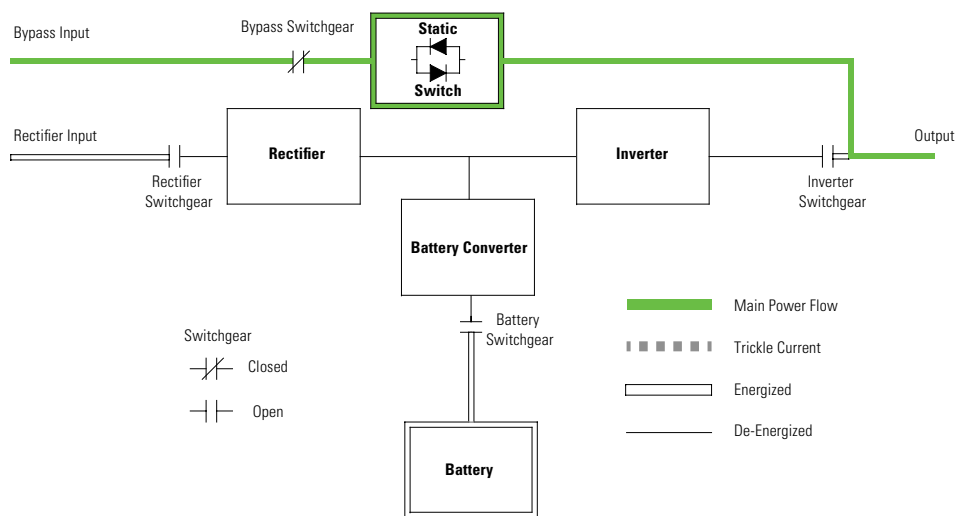 Bypass Input
Bypass Switchgear
Static
Switch
Rectifier Input
Rectifier
Inverter
Output
Rectifier
Switchgear
Inverter
Switchgear
Battery Converter
Battery
Switchgear
Switchgear
Closed
Open
Battery
Main Power Flow
Trickle Current
Energized
De-Energized